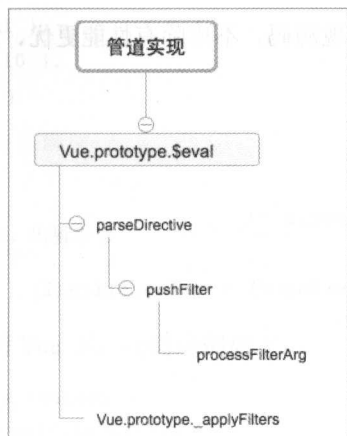 管道实现
Vue.prototype.$eval
parseDirective
pushFilter
processFilterArg
Vue.prototype._applyFilters